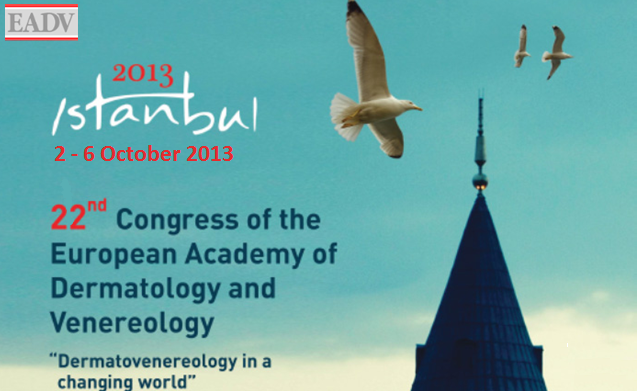 EADV
2013
ıstanbul
2 - 6 October 2013
22nd Congress of the
European Academy of
Dermatology and
Venereology
“Dermatovenereology in a
changing world”